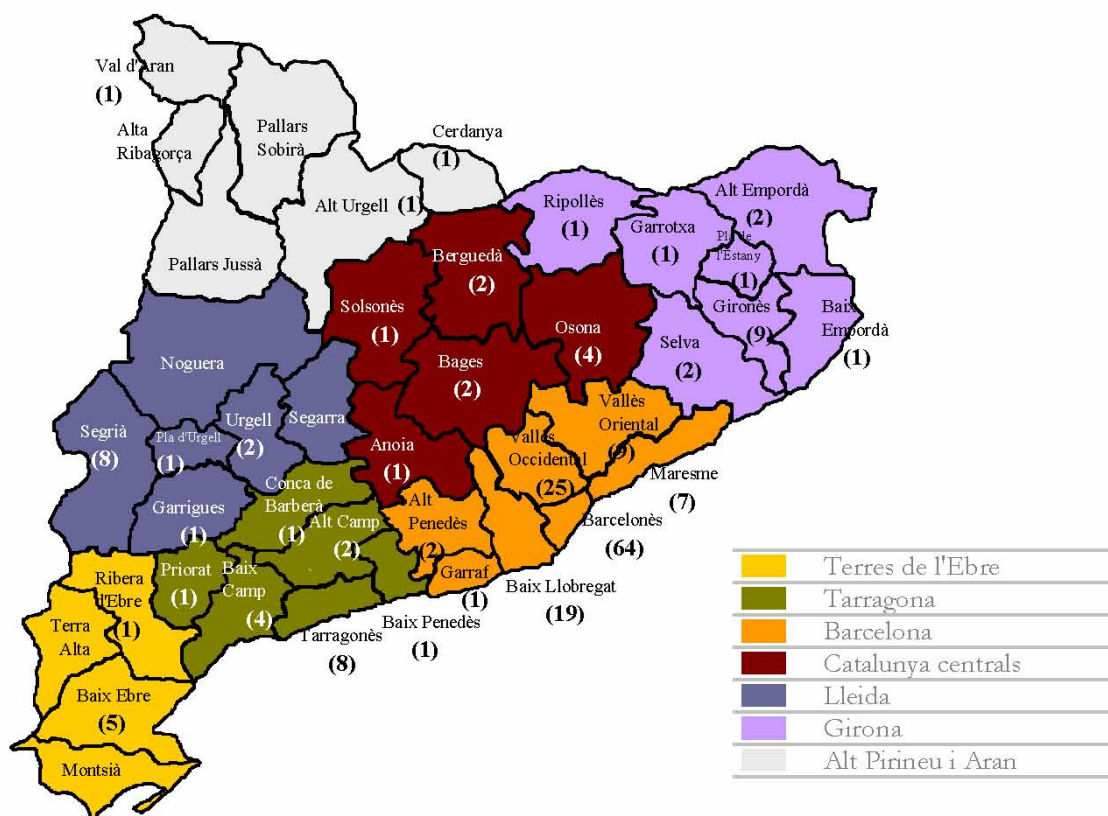 Val d'Aran
(1)
Alta
Ribagorça
Pallars
Sobirà
Cerdanya
(1)
Alt Urgell
(1)
Pallars Jussà
Ripollès
(1)
Garrotxa
(1)
Alt Empordà
(2)
Pla de
l'Estany
(1)
Gironès
(9)
Baix
Empordà
(1)
Selva
(2)
Berguedà
(2)
Solsonès
(1)
Osona
(4)
Bages
(2)
Anoia
(1)
Noguera
Segrià
(8)
Pla d'Urgell
(1)
Urgell
(2)
Segarra
Garrigues
(1)
Vallès
Oriental
(9)
Vallès
Occidental
(25)
Maresme
(7)
Barcelonès
(64)
Alt
Penedès
(2)
Garraf
(1)
Baix Llobregat
(19)
Conca de
Barberà
(1)
Alt Camp
(2)
Priorat
(1)
Baix
Camp
(4)
Tarragonès
(8)
Baix Penedès
(1)
Ribera
d'Ebre
(1)
Terra
Alta
Baix Ebre
(5)
Montsià
Terres de l'Ebre
Tarragona
Barcelona
Catalunya centrals
Lleida
Girona
Alt Pirineu i Aran